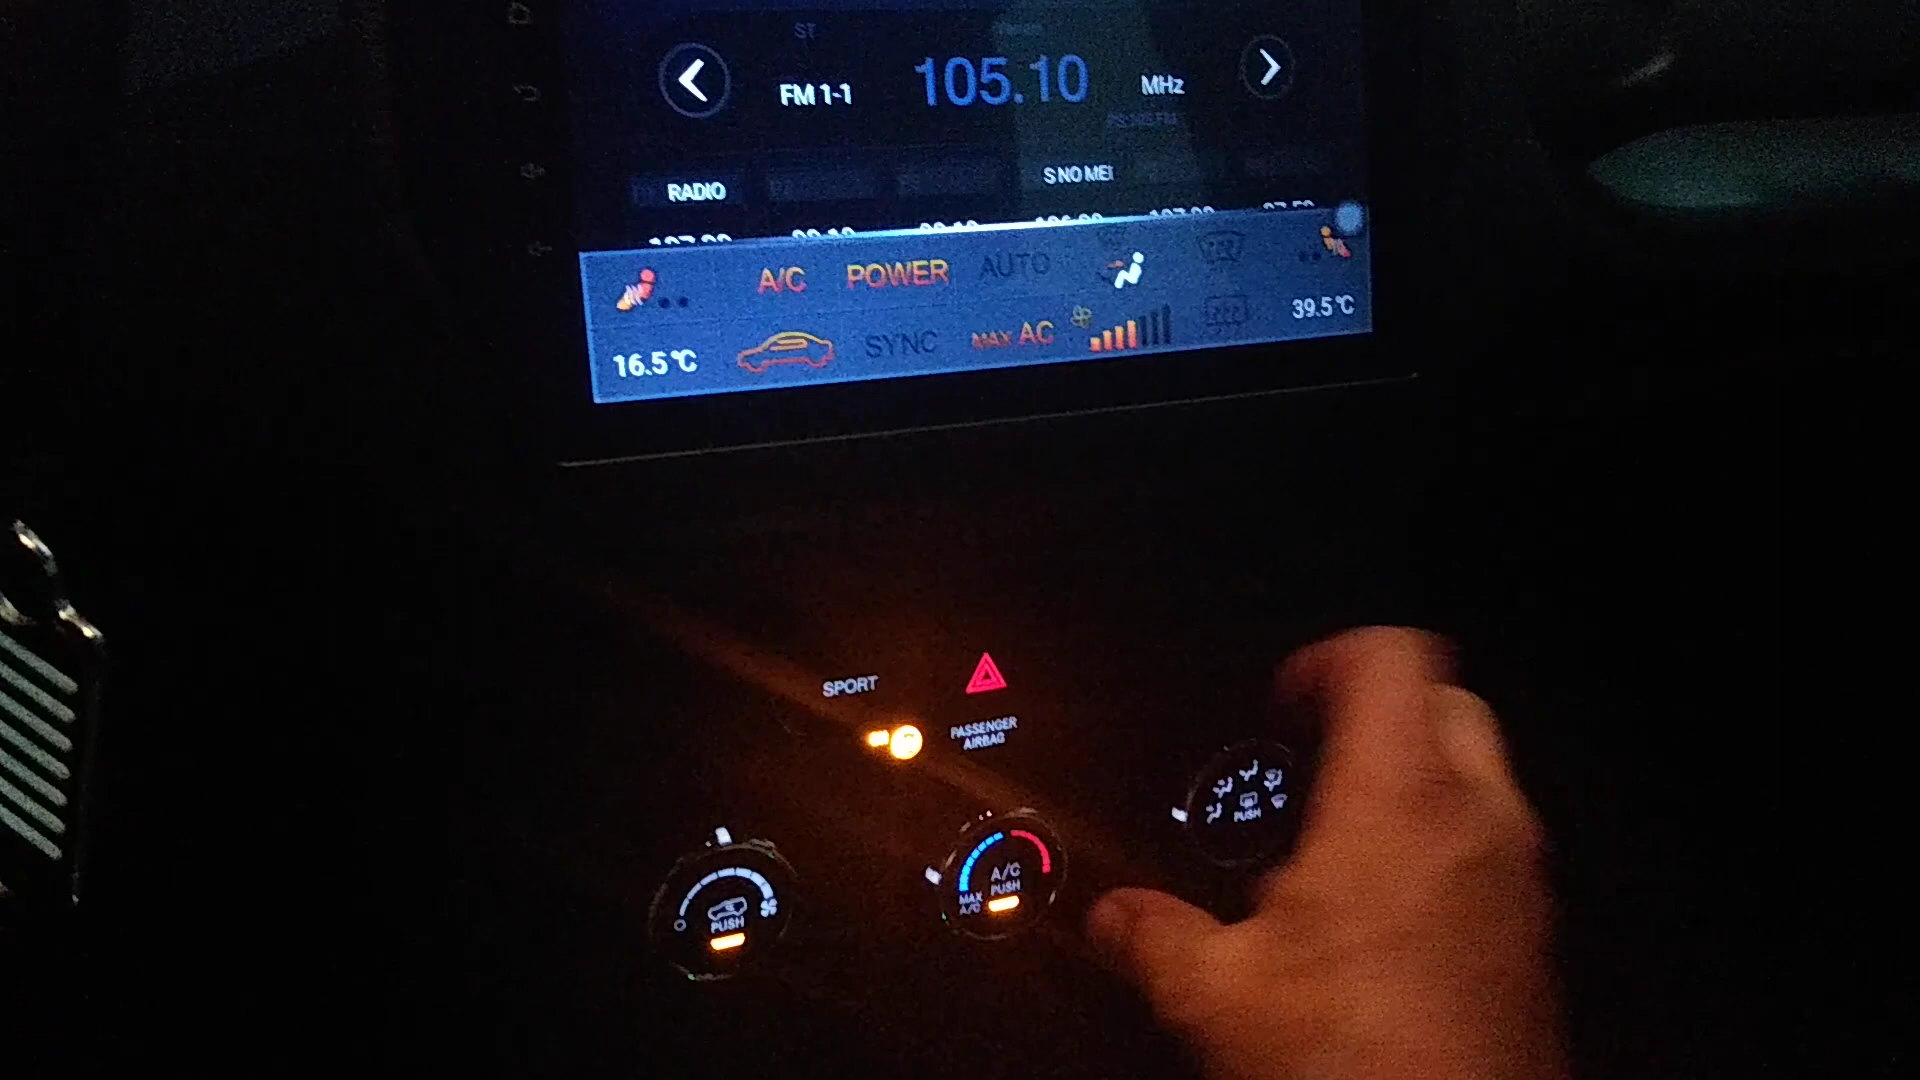 ST
FM 1-1
105.10
MHz
RADIO
S NO MEI
A/C
POWER
AUTO
39.5°C
16.5°C
SYNC
MAX AC
SPORT
PASSENGER
AIRBAG
PUSH
A/C
PUSH
MAX
A/C
PUSH